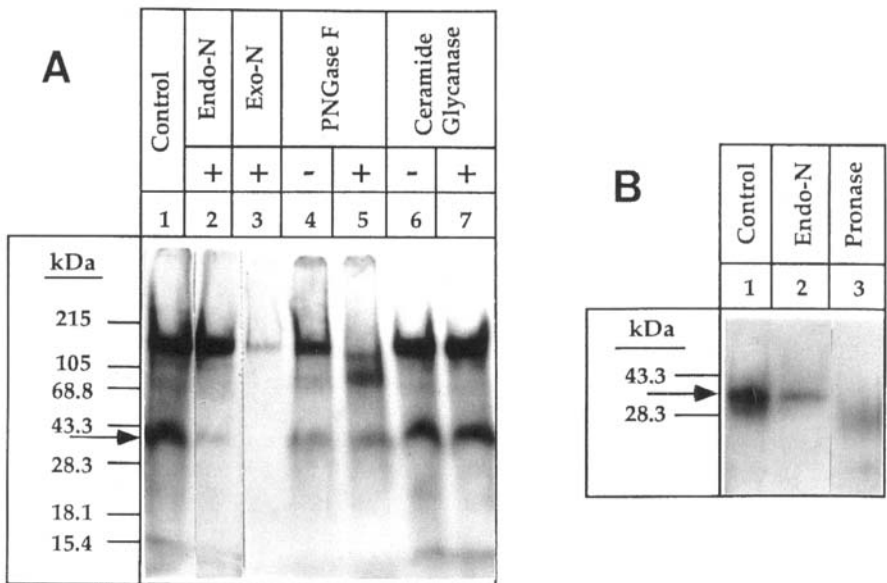 A
Control
Endo-N
Exo-N
PNGase F
Ceramide
Glycanase
+ + - + - +
1 2 3 4 5 6 7
kDa
215
105
68.8
43.3
28.3
18.1
15.4
B
Control
Endo-N
Pronase
1 2 3
kDa
43.3
28.3